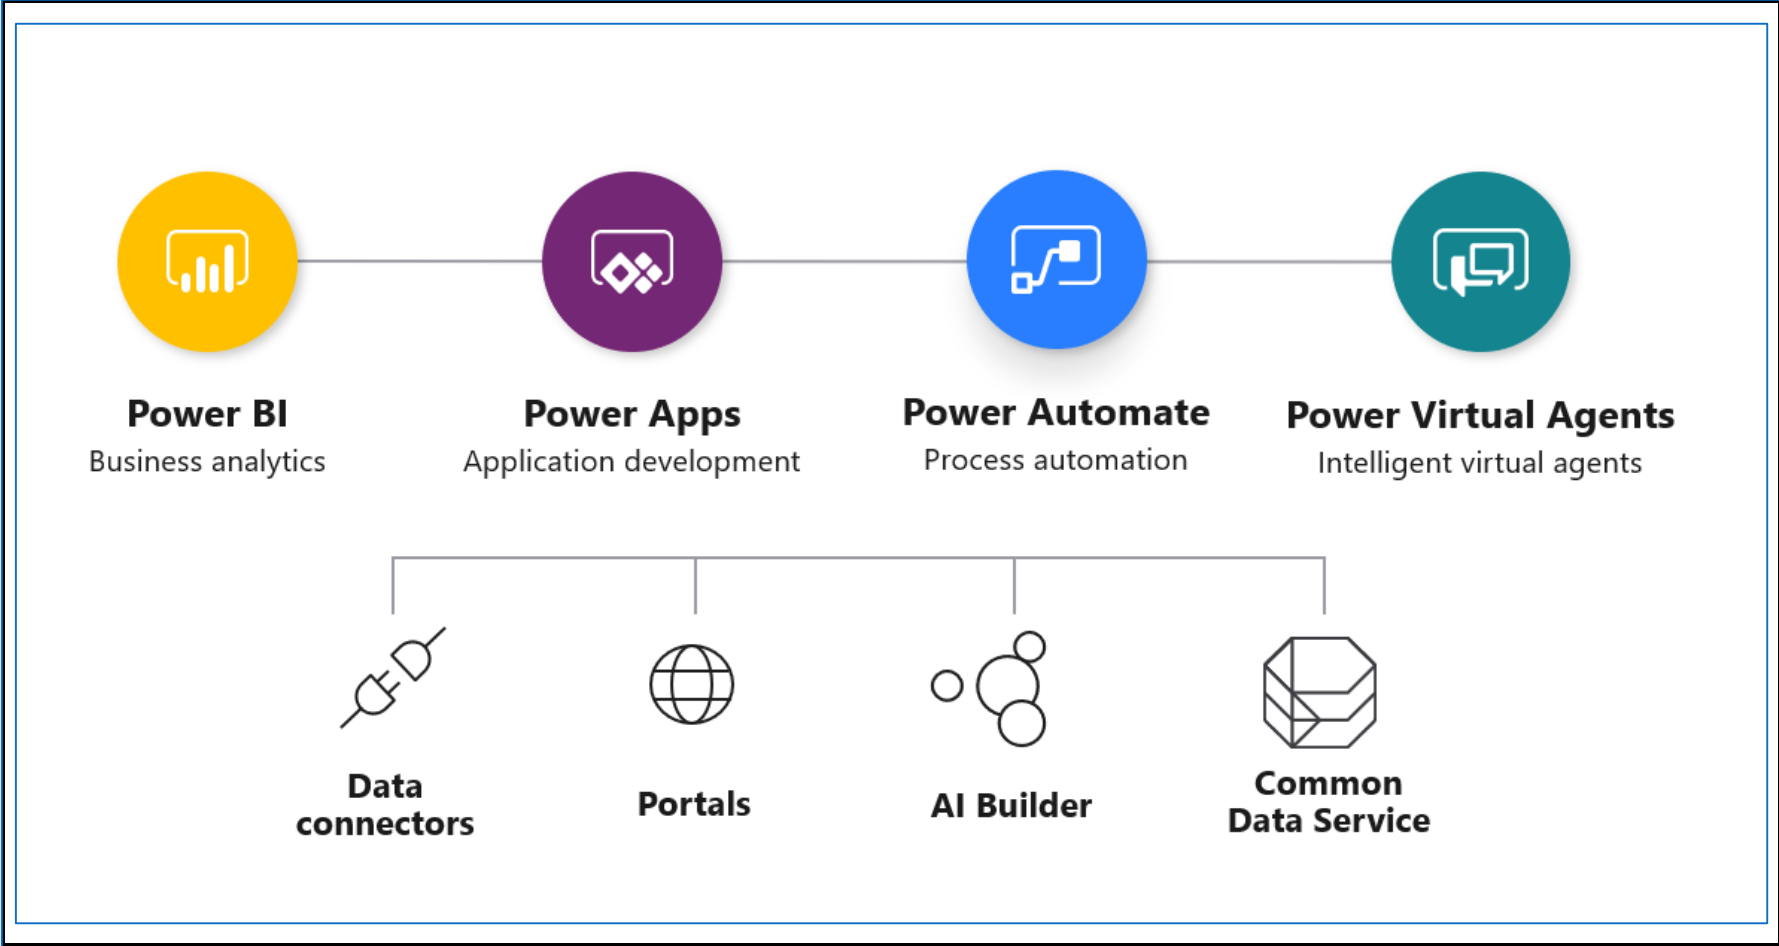 Power BI
Business analytics
Power Apps
Application development
Power Automate
Process automation
Power Virtual Agents
Intelligent virtual agents
Data
connectors
Portals
AI Builder
Common
Data Service